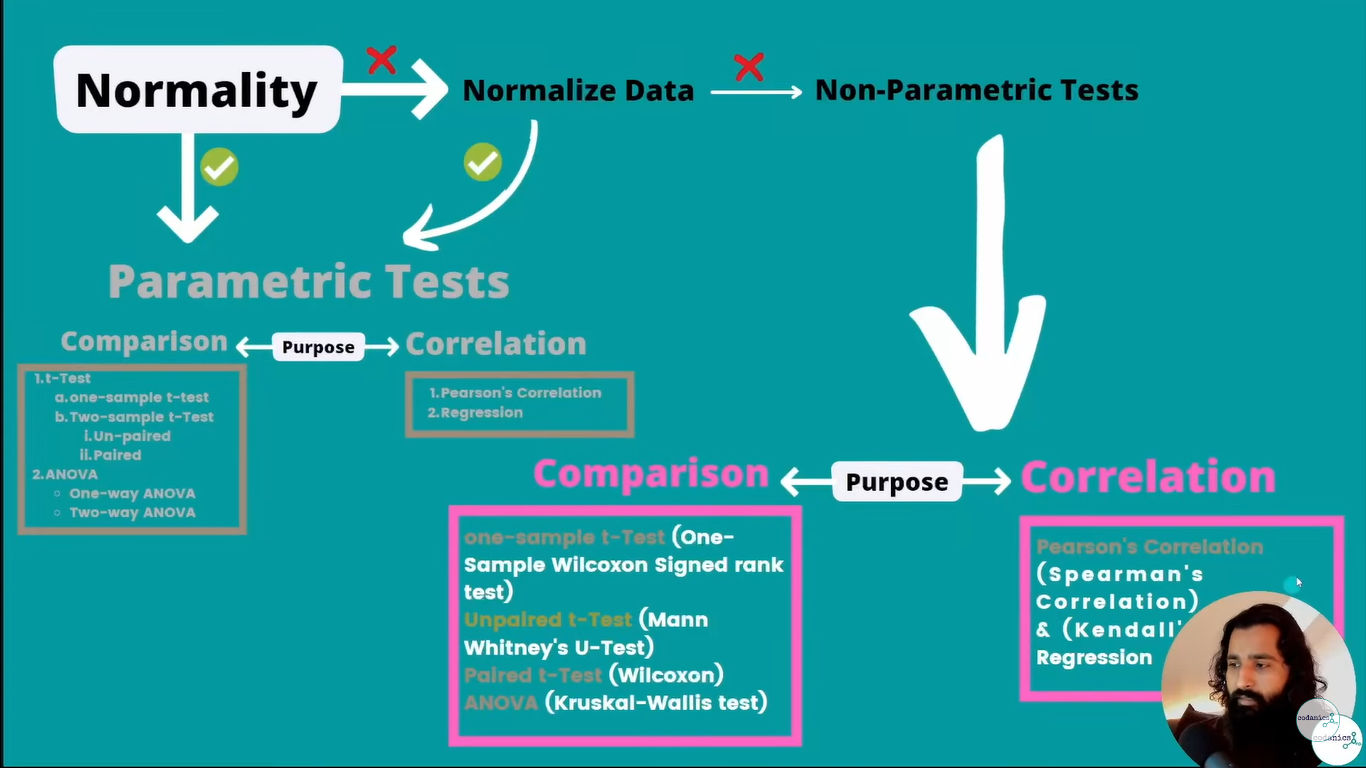 Normality
Normalize Data
Non-Parametric Tests
Parametric Tests
Comparison
Purpose
Correlation
1.t-Test
a.one-sample t-test
b.Two-sample t-Test
i.Un-paired
ii.Paired
2.ANOVA
One-way ANOVA
Two-way ANOVA
1.Pearson's Correlation
2.Regression
Comparison
Purpose
Correlation
one-sample t-Test (One-
Sample Wilcoxon Signed rank
test)
Unpaired t-Test (Mann
Whitney's U-Test)
Paired t-Test (Wilcoxon)
ANOVA (Kruskal-Wallis test)
Pearson's Correlation
(Spearman's
Correlation)
& (Kendall'
Regression
codanics
codanics